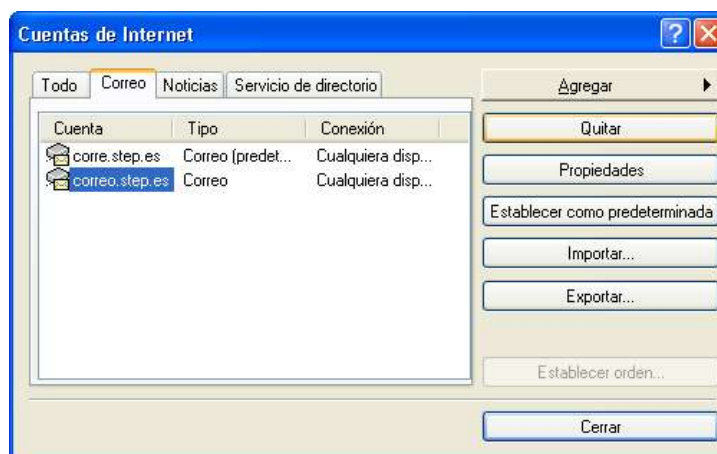 Cuentas de Internet
Todo Correo Noticias Servicio de directorio
Cuenta Tipo Conexión
corre.step.es Correo (predet... Cualquiera disp...
correo.step.es Correo Cualquiera disp...
Agregar
Quitar
Propiedades
Establecer como predeterminada
Importar...
Exportar...
Establecer orden...
Cerrar